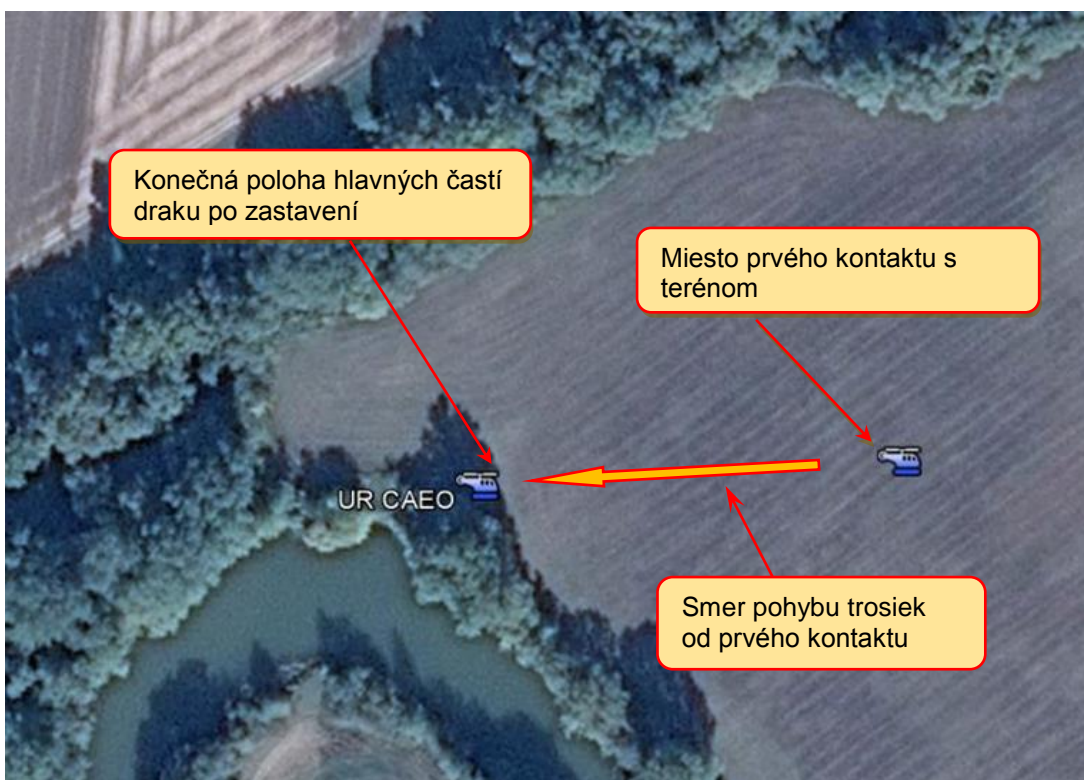 Konečná poloha hlavných častí
draku po zastavení
Miesto prvého kontaktu s
terénom
UR CAEO
Smer pohybu trosiek
od prvého kontaktu